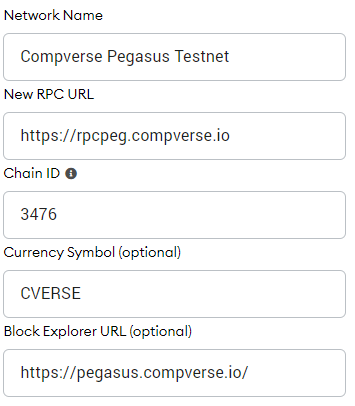 Network Name
Compverse Pegasus Testnet
New RPC URL
https://rpcpeg.compverse.io
Chain ID
3476
Currency Symbol (optional)
CVERSE
Block Explorer URL (optional)
https://pegasus.compverse.io/